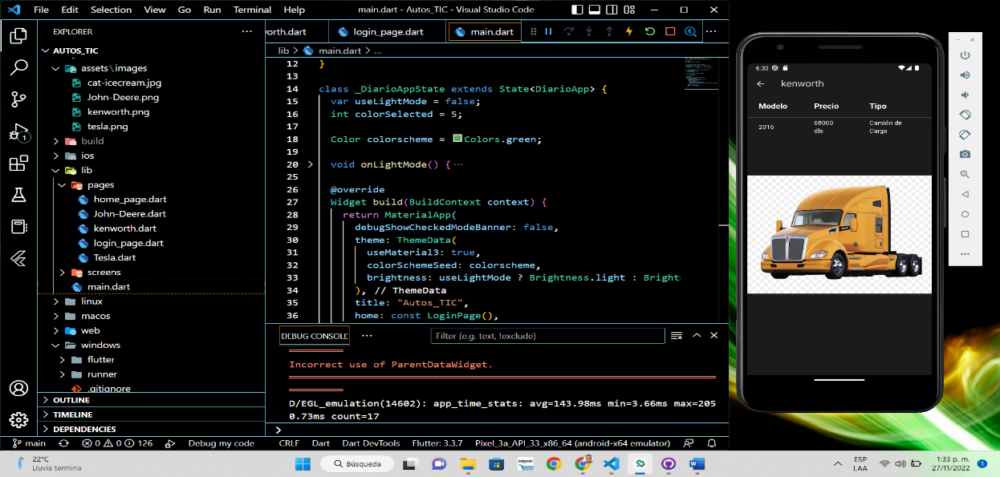 File Edit Selection View Go Run Terminal Help
main.dart - Autos_TIC - Visual Studio Code
EXPLORER
AUTOS_TIC
assets\images
cat-icecream.jpg
John-Deere.png
kenworth.png
tesla.png
build
ios
lib
pages
home_page.dart
John-Deere.dart
kenworth.dart
login_page.dart
Tesla.dart
screens
main.dart
linux
macos
web
windows
flutter
runner
.gitignore
OUTLINE
TIMELINE
DEPENDENCIES
orth.dart login_page.dart main.dart
lib > main.dart > ...
12 }
13
14 class _DiarioAppState extends State<DiarioApp> {
15 var useLightMode = false;
16 int colorSelected = 5;
17
18 Color colorscheme = Colors.green;
19
20 > void onLightMode() { ...
25
26 @override
27 Widget build(BuildContext context) {
28 return MaterialApp(
29 debugShowCheckedModeBanner: false,
30 theme: ThemeData(
31 useMaterial3: true,
32 colorSchemeSeed: colorscheme,
33 brightness: useLightMode ? Brightness.light : Bright
34 ), // ThemeData
35 title: "Autos_TIC",
36 home: const LoginPage(),
DEBUG CONSOLE ...
Filter (e.g. text, !exclude)
Incorrect use of ParentDataWidget.
D/EGL_emulation(14602): app_time_stats: avg=143.98ms min=3.66ms max=205
0.73ms count=17
>
main 0 0 126 Debug my code CRLF Dart Dart DevTools Flutter: 3.3.7 Pixel_3a_API_33_x86_64 (android-x64 emulator)
6:33
kenworth
Modelo Precio Tipo
2016 68000 dls Camión de Carga
22°C
Lluvia termina
Búsqueda
ESP
LAA
1:33 p. m.
27/11/2022
1